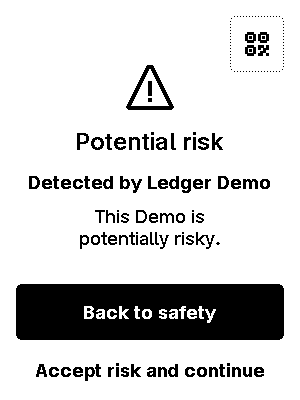 Potential risk
Detected by Ledger Demo
This Demo is
potentially risky.
Back to safety
Accept risk and continue